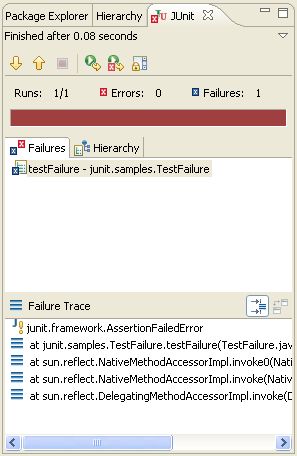 Package Explorer Hierarchy JUnit
Finished after 0.08 seconds
Runs: 1/1 Errors: 0 Failures: 1
Failures Hierarchy
testFailure - junit.samples.TestFailure
Failure Trace
junit.framework.AssertionFailedError
at junit.samples.TestFailure.testFailure(TestFailure.jav
at sun.reflect.NativeMethodAccessorImpl.invoke0(Nat
at sun.reflect.NativeMethodAccessorImpl.invoke(Nati
at sun.reflect.DelegatingMethodAccessorImpl.invoke(D